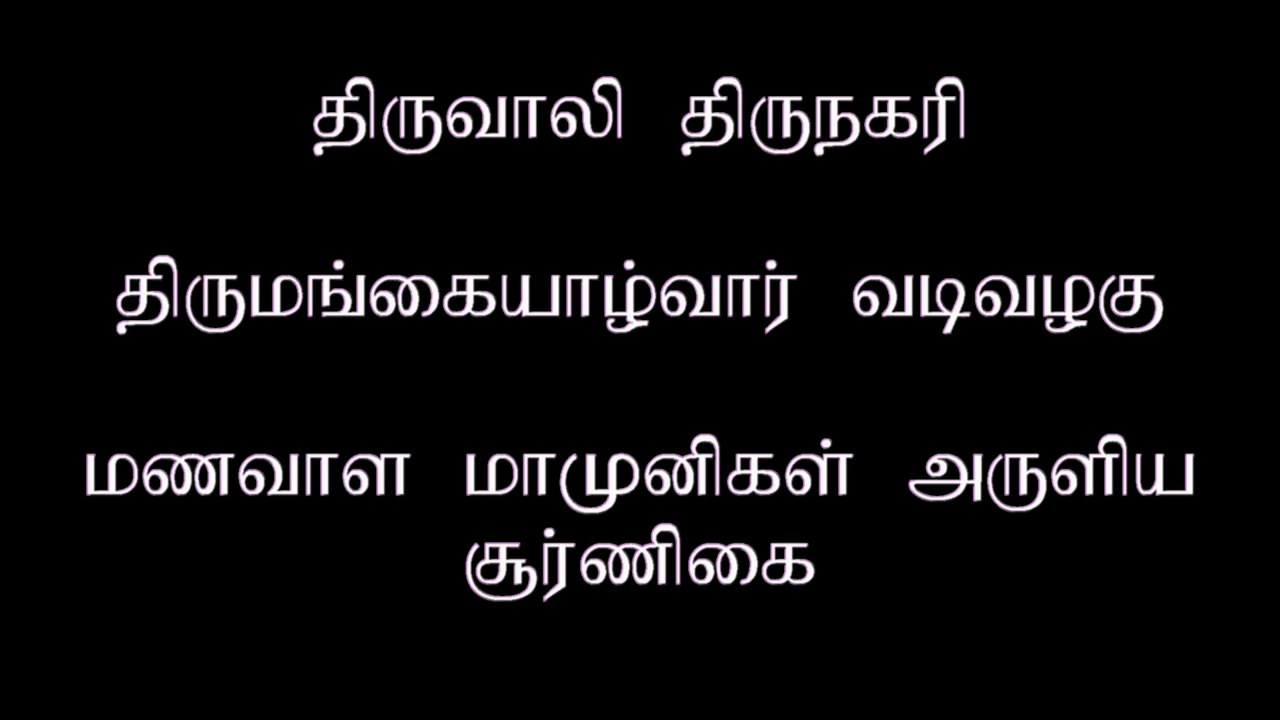 திருவாலி திருநகரி
திருமங்கையாழ்வார் வடிவழகு
மணவாள மாமுனிகள் அருளிய
சூர்ணிகை